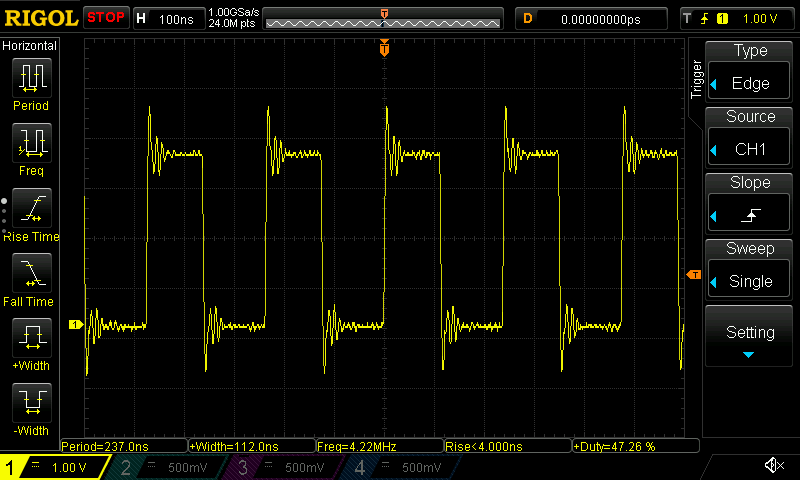 RIGOL STOP H 100ns 1.00GSa/s 24.0M pts T D 0.00000000ps T 1 1.00 V
Horizontal
Period
Freq
Rise Time
Fall Time
+Width
-Width
T
1
T
Trigger
Type
Edge
Source
CH1
Slope
Sweep
Single
Setting
Period=237.0ns +Width=112.0ns Freq=4.22MHz Rise<4.000ns +Duty=47.26 %
1 = 1.00 V 2 = 500mV 3 = 500mV 4 = 500mV